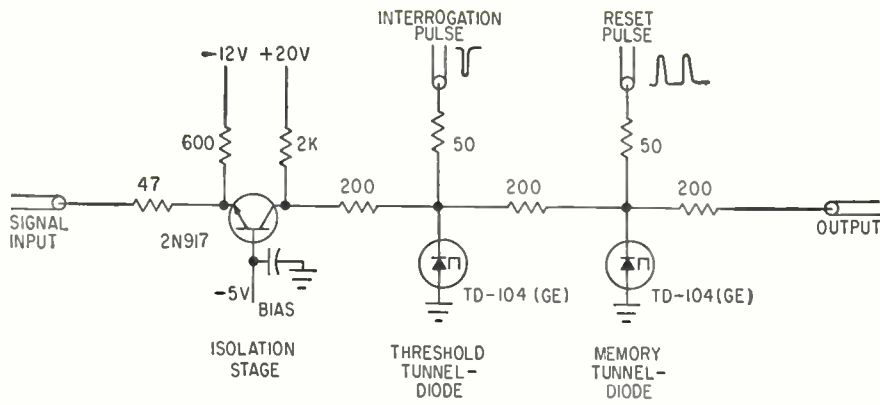 INTERROGATION
PULSE
RESET
PULSE
-12V +20V
600
2K
50
50
47
200
200
200
SIGNAL
INPUT
2N917
OUTPUT
-5V
BIAS
TD-104 (GE)
TD-104(GE)
ISOLATION
STAGE
THRESHOLD
TUNNEL-
DIODE
MEMORY
TUNNEL-
DIODE